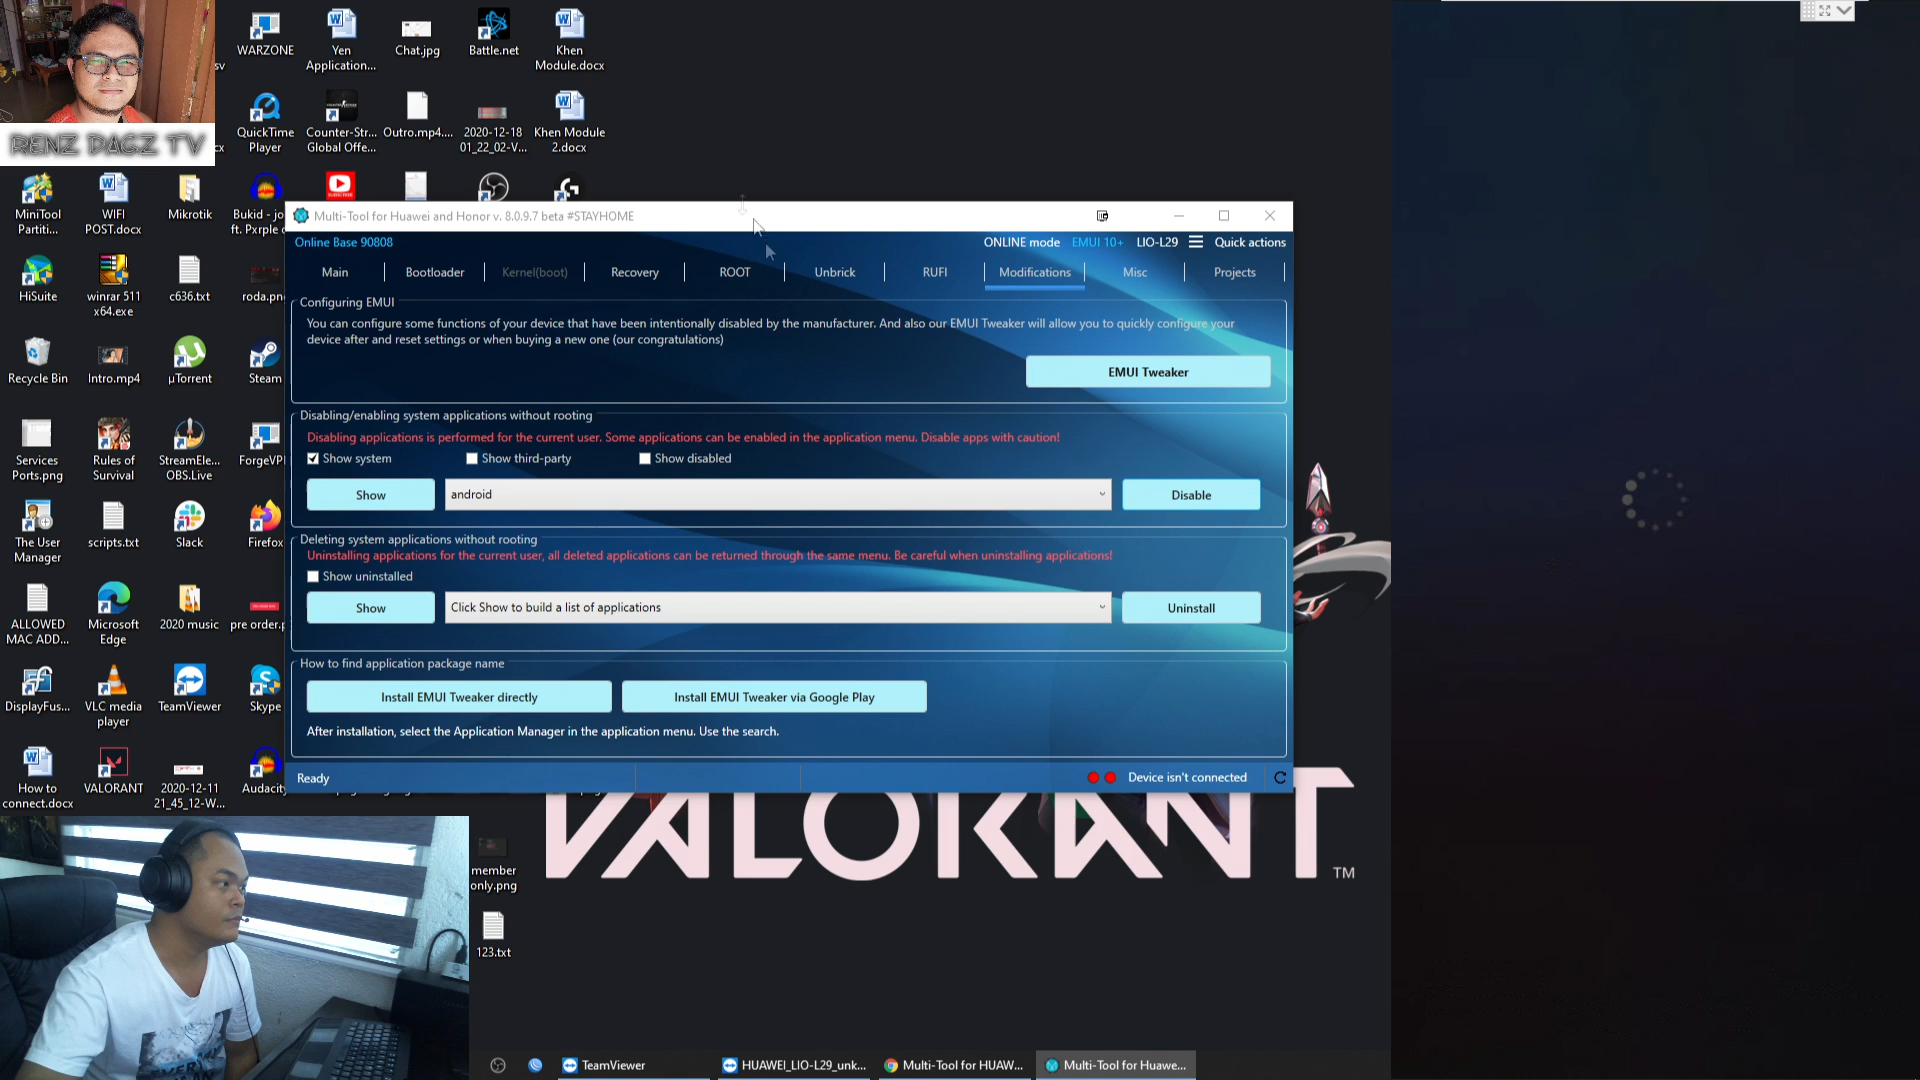 WARZONE
Yen
Application...
Chat.jpg
Battle.net
Khen
Module.docx
sv
RENZ DAGZ TV
cx
QuickTime
Player
Counter-Str...
Global Offe...
Outro.mp4....
2020-12-18
01_22_02-V...
Khen Module
2.docx
MiniTool
Partiti...
WIFI
POST.docx
Mikrotik
Bukid - jo
ft. Pxrple c
HiSuite
winrar 511
x64.exe
c636.txt
roda.pn
Recycle Bin
Intro.mp4
µTorrent
Steam
Services
Ports.png
Rules of
Survival
StreamEle...
OBS.Live
ForgeVP
The User
Manager
scripts.txt
Slack
Firefox
ALLOWED
MAC ADD...
Microsoft
Edge
2020 music
pre order.p
DisplayFus...
VLC media
player
TeamViewer
Skype
How to
connect.docx
VALORANT
2020-12-11
21_45_12-W...
Audacity
member
only.png
123.txt
Multi-Tool for Huawei and Honor v. 8.0.9.7 beta #STAYHOME
Online Base 90808
ONLINE mode EMUI 10+ LIO-L29 Quick actions
Main Bootloader Kernel(boot) Recovery ROOT Unbrick RUFI Modifications Misc Projects
Configuring EMUI
You can configure some functions of your device that have been intentionally disabled by the manufacturer. And also our EMUI Tweaker will allow you to quickly configure your
device after and reset settings or when buying a new one (our congratulations)
EMUI Tweaker
Disabling/enabling system applications without rooting
Disabling applications is performed for the current user. Some applications can be enabled in the application menu. Disable apps with caution!
Show system Show third-party Show disabled
Show android Disable
Deleting system applications without rooting
Uninstalling applications for the current user, all deleted applications can be returned through the same menu. Be careful when uninstalling applications!
Show uninstalled
Show Click Show to build a list of applications Uninstall
How to find application package name
Install EMUI Tweaker directly Install EMUI Tweaker via Google Play
After installation, select the Application Manager in the application menu. Use the search.
Ready Device isn't connected
VALORANT TM
TeamViewer HUAWEI_LIO-L29_unk... Multi-Tool for HUAW... Multi-Tool for Huawe...